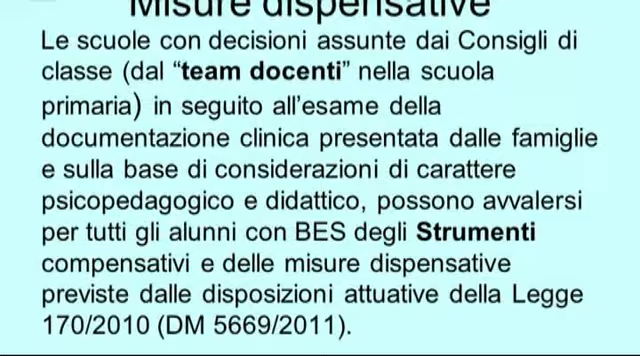 Misure dispensative
Le scuole con decisioni assunte dai Consigli di
classe (dal “team docenti” nella scuola
primaria) in seguito all’esame della
documentazione clinica presentata dalle famiglie
e sulla base di considerazioni di carattere
psicopedagogico e didattico, possono avvalersi
per tutti gli alunni con BES degli Strumenti
compensativi e delle misure dispensative
previste dalle disposizioni attuative della Legge
170/2010 (DM 5669/2011).